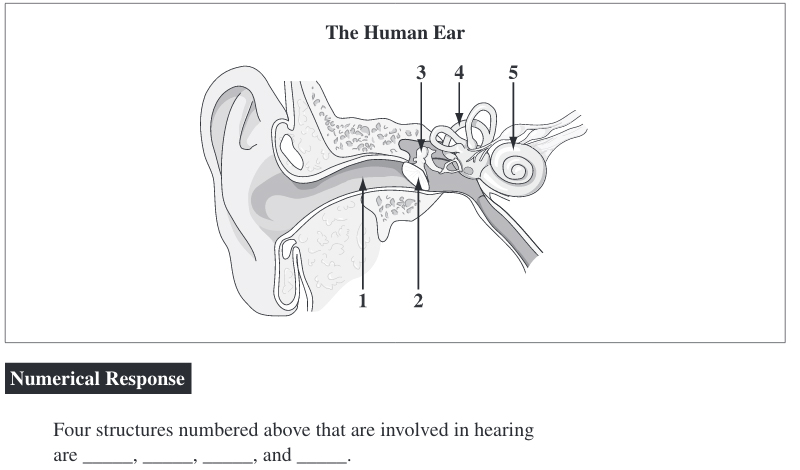 The Human Ear
3 4 5
1 2
Numerical Response
Four structures numbered above that are involved in hearing
are _____, _____, _____, and _____.